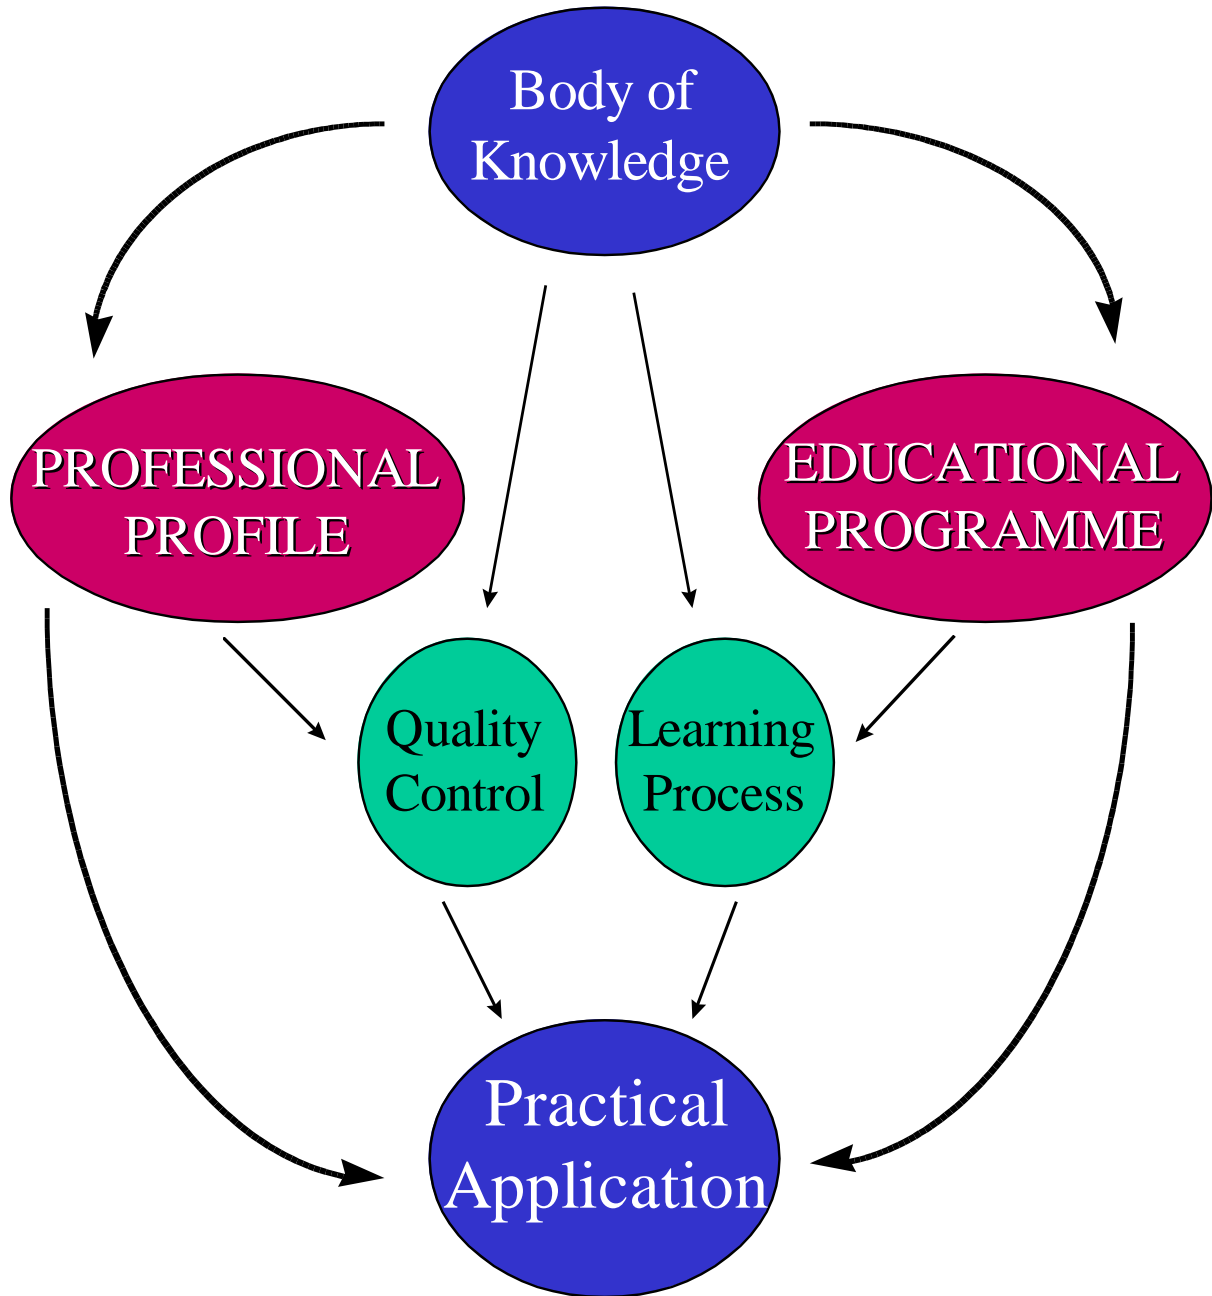 Body of
Knowledge
PROFESSIONAL
PROFILE
EDUCATIONAL
PROGRAMME
Quality
Control
Learning
Process
Practical
Application